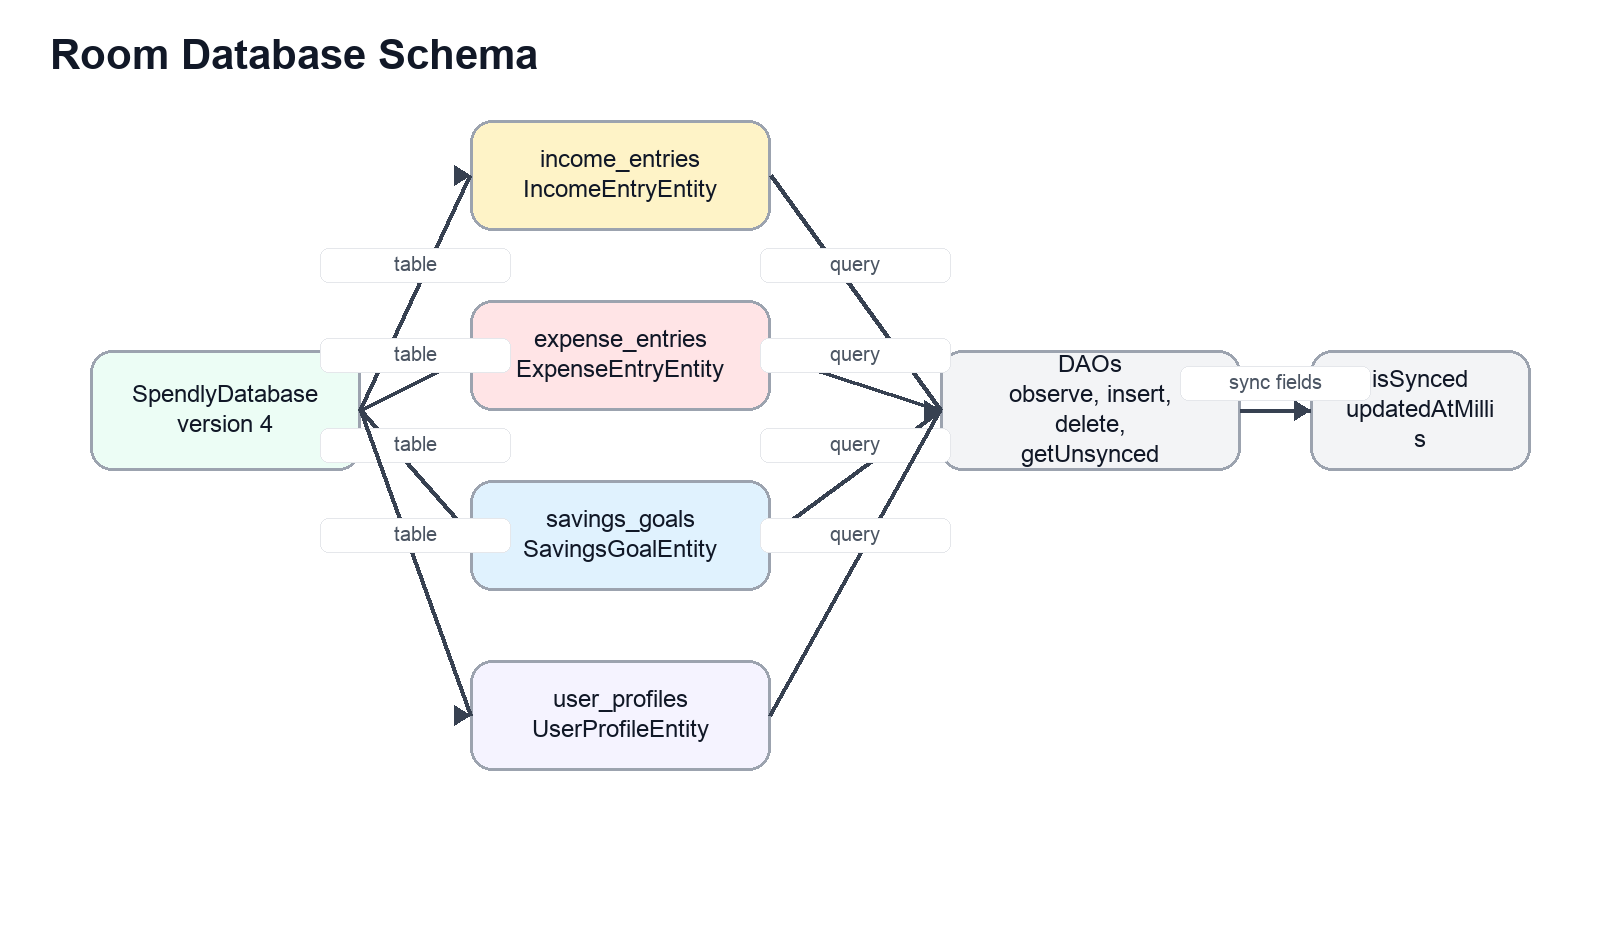 Room Database Schema
income_entries
IncomeEntryEntity
table
query
expense_entries
ExpenseEntryEntity
table
query
SpendlyDatabase
version 4
DAOs
observe, insert,
delete,
getUnsynced
sync fields
isSynced
updatedAtMilli
s
table
query
savings_goals
SavingsGoalEntity
table
query
user_profiles
UserProfileEntity